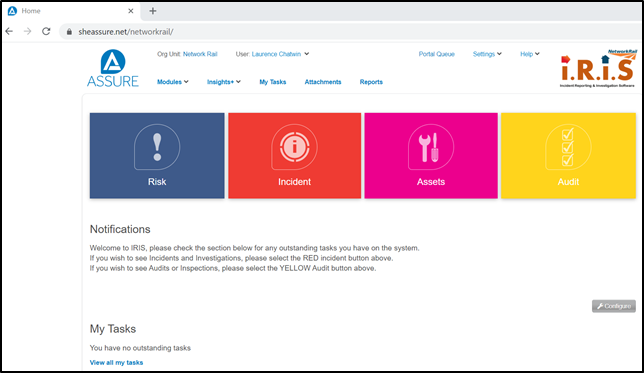 Home
sheassure.net/networkrail/
ASSURE
Org Unit: Network Rail User: Laurence Chatwin
Portal Queue Settings Help
Modules Insights+ My Tasks Attachments Reports
NetworkRail
i.R.i.S
Incident Reporting & Investigation Software
Risk Incident Assets Audit
Notifications
Welcome to IRIS, please check the section below for any outstanding tasks you have on the system.
If you wish to see Incidents and Investigations, please select the RED incident button above.
If you wish to see Audits or Inspections, please select the YELLOW Audit button above.
Configure
My Tasks
You have no outstanding tasks
View all my tasks